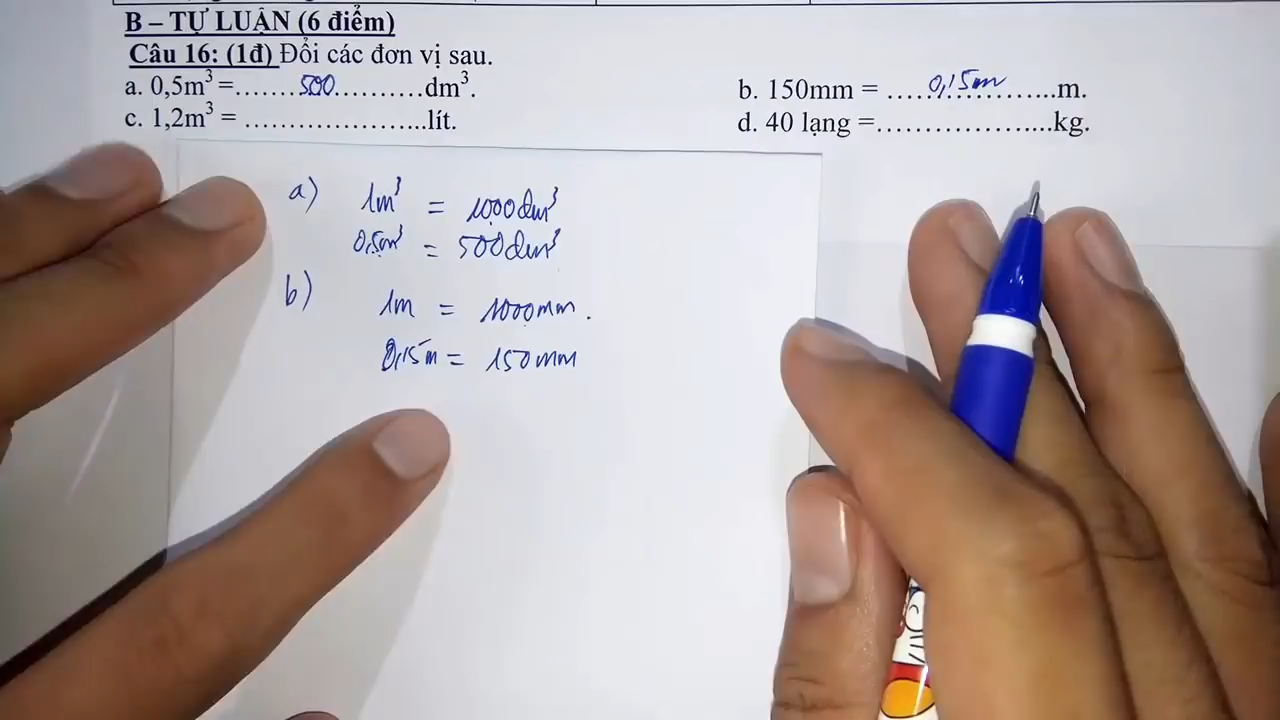 B – TỰ LUẬN (6 điểm)
Câu 16: (1đ) Đổi các đơn vị sau.
a. 0,5m³ =……500………dm³.
b. 150mm = ….0,15m……...m.
c. 1,2m³ = ………………...lít.
d. 40 lạng =………………....kg.
a) 1m³ = 1000dm³
0,5m³ = 500dm³
b) 1m = 1000mm.
0,15m = 150mm